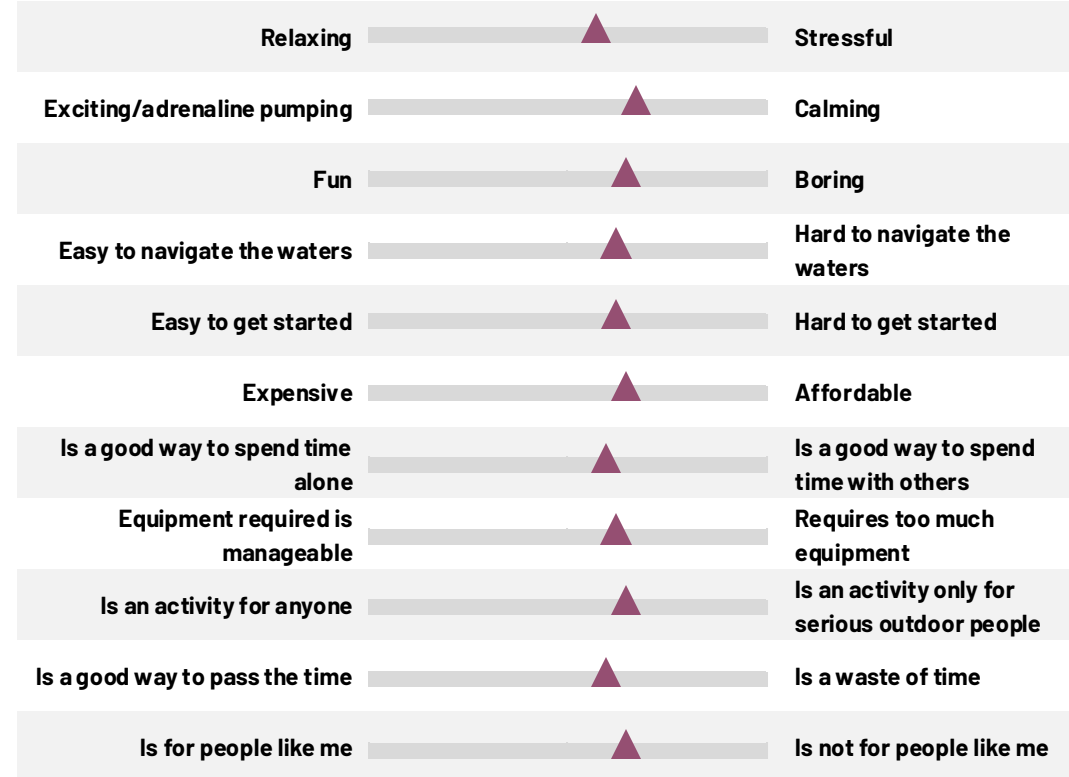 Relaxing
Stressful
Exciting/adrenaline pumping
Calming
Fun
Boring
Easy to navigate the waters
Hard to navigate the
waters
Easy to get started
Hard to get started
Expensive
Affordable
Is a good way to spend time
alone
Is a good way to spend
time with others
Equipment required is
manageable
Requires too much
equipment
Is an activity for anyone
Is an activity only for
serious outdoor people
Is a good way to pass the time
Is a waste of time
Is for people like me
Is not for people like me